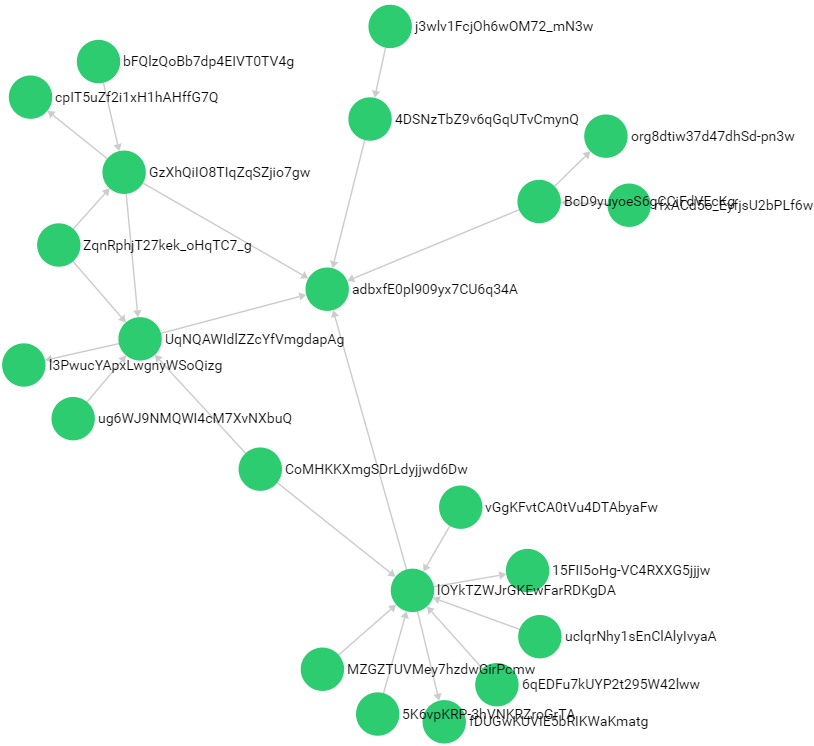 j3wlv1FcjOh6wOM72_mN3w
bFQlzQoBb7dp4EIVT0TV4g
cpIT5uZf2i1xH1hAHffG7Q
4DSNzTbZ9v6qGqUTvCmynQ
org8dtiw37d47dhSd-pn3w
GzXhQiIO8TIqZqSZjio7gw
ZqnRphjT27kek_oHqTC7_g
adbxfE0pl909yx7CU6q34A
UqNQAWIdlZZcYfVmgdapAg
l3PwucYApxLwgnyWSoQizg
ug6WJ9NMQWI4cM7XvNXbuQ
CoMHKKXmgSDrLdyjjwd6Dw
vGgKFvtCA0tVu4DTAbyaFw
15FII5oHg-VC4RXXG5jjjw
lOYkTZWJrGKEwFarRDKgDA
uclqrNhy1sEnClAlyIvyaA
MZGZTUVMey7hzdwGirPcmw
6qEDFu7kUYP2t295W42lww